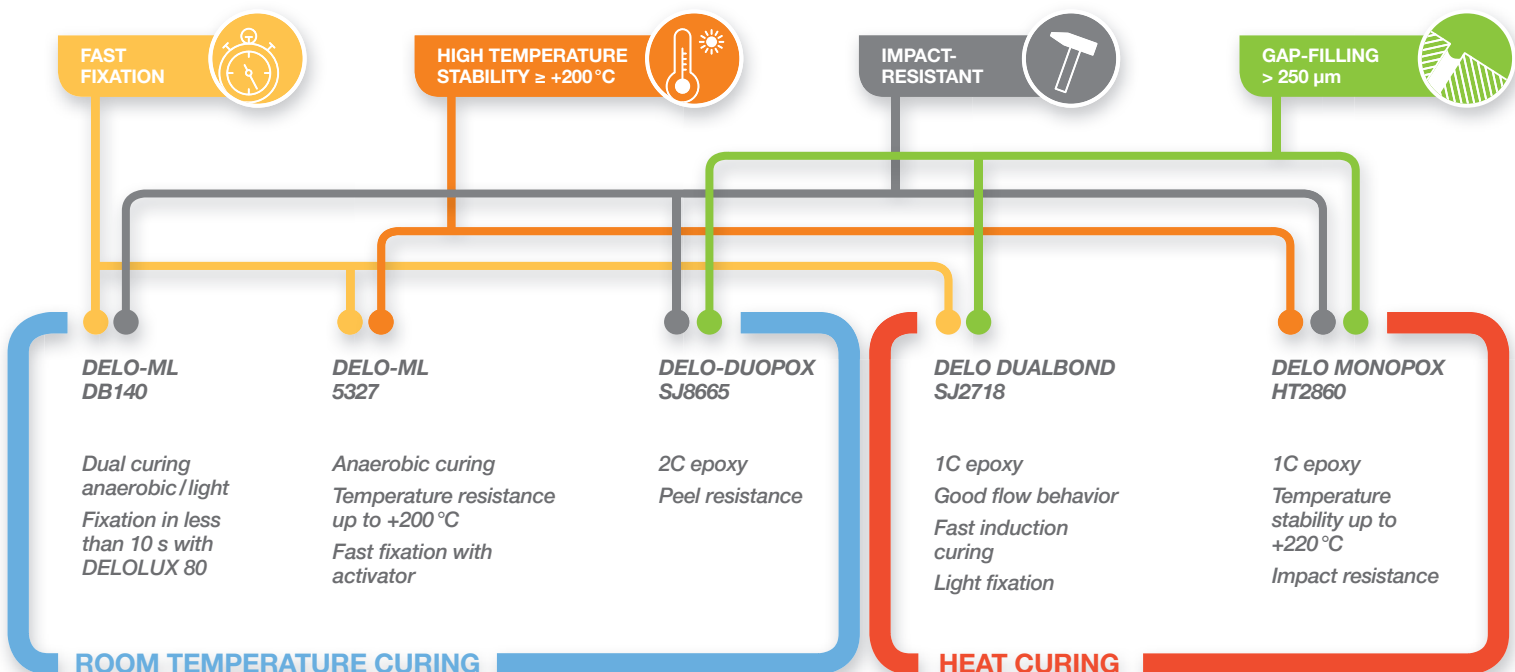 FAST
FIXATION
HIGH TEMPERATURE
STABILITY ≥ +200 °C
IMPACT-
RESISTANT
GAP-FILLING
> 250 µm
DELO-ML
DB140
Dual curing
anaerobic / light
Fixation in less
than 10 s with
DELOLUX 80
DELO-ML
5327
Anaerobic curing
Temperature resistance
up to +200 °C
Fast fixation with
activator
DELO-DUOPOX
SJ8665
2C epoxy
Peel resistance
DELO DUALBOND
SJ2718
1C epoxy
Good flow behavior
Fast induction
curing
Light fixation
DELO MONOPOX
HT2860
1C epoxy
Temperature
stability up to
+220 °C
Impact resistance
ROOM TEMPERATURE CURING
HEAT CURING